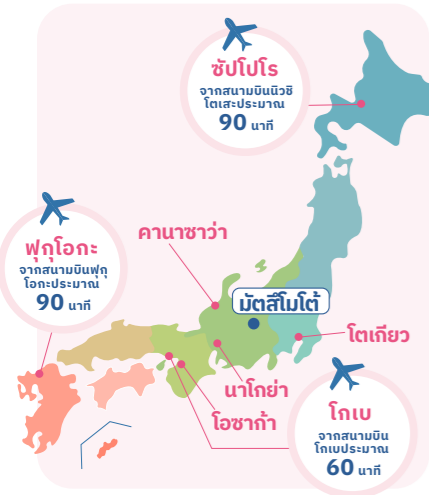 ซัปโปโร
จากสนามบินนิวชิ
โตเสะประมาณ
90 นาที
ฟุกุโอกะ
จากสนามบินฟุกุ
โอกะประมาณ
90 นาที
คานาซาว่า
มัตสึโมโต้
โตเกียว
นาโกย่า
โอซาก้า
โกเบ
จากสนามบิน
โกเบประมาณ
60 นาที